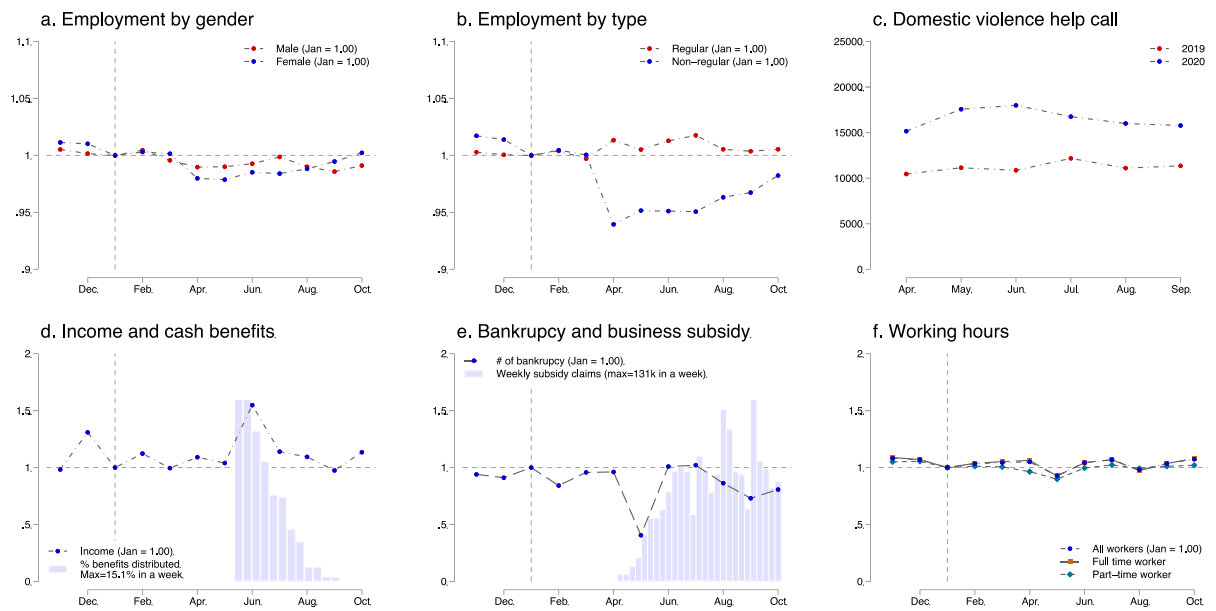 a. Employment by gender
1.1.
1.05.
1.
.95.
.9.
Male (Jan = 1.00)
Female (Jan = 1.00)
Dec.
Feb.
Apr.
Jun.
Aug.
Oct.
b. Employment by type
1.1.
1.05.
1.
.95.
.9.
Regular (Jan = 1.00)
Non-regular (Jan = 1.00)
Dec.
Feb.
Apr.
Jun.
Aug.
Oct.
c. Domestic violence help call
25000.
20000.
15000.
10000.
5000.
0.
2019
2020
Apr.
May.
Jun.
Jul.
Aug.
Sep.
d. Income and cash benefits.
2.
1.5.
1.
.5.
0.
Income (Jan = 1.00).
% benefits distributed.
Max=15.1% in a week.
Dec.
Feb.
Apr.
Jun.
Aug.
Oct.
e. Bankrupcy and business subsidy.
2.
1.5.
1.
.5.
0.
# of bankrupcy (Jan = 1.00).
Weekly subsidy claims (max=131k in a week).
Dec.
Feb.
Apr.
Jun.
Aug.
Oct.
f. Working hours
2.
1.5.
1.
.5.
0.
All workers (Jan = 1.00)
Full time worker
Part-time worker
Dec.
Feb.
Apr.
Jun.
Aug.
Oct.